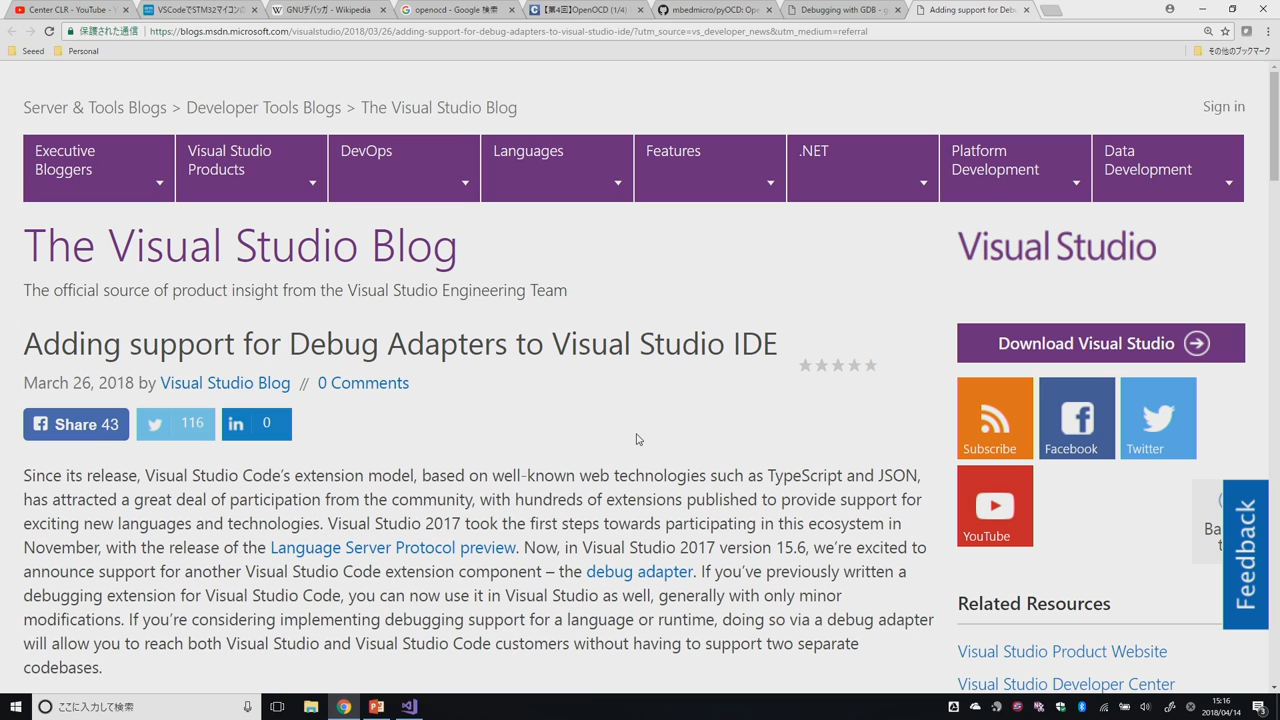 Center CLR - YouTube - Y
VSCodeでSTM32マイコンの
GNUデバッガ - Wikipedia
openocd - Google 検索
【第4回】OpenOCD (1/4)
mbedmicro/pyOCD: Op
Debugging with GDB - g
Adding support for Deb
保護された通信
https://blogs.msdn.microsoft.com/visualstudio/2018/03/26/adding-support-for-debug-adapters-to-visual-studio-ide/?utm_source=vs_developer_news&utm_medium=referral
Seeed
Personal
その他のブックマーク
Server & Tools Blogs > Developer Tools Blogs > The Visual Studio Blog
Sign in
Executive
Bloggers
Visual Studio
Products
DevOps
Languages
Features
.NET
Platform
Development
Data
Development
The Visual Studio Blog
Visual Studio
The official source of product insight from the Visual Studio Engineering Team
Adding support for Debug Adapters to Visual Studio IDE
March 26, 2018 by Visual Studio Blog // 0 Comments
Share 43
116
in 0
Download Visual Studio
Subscribe
Facebook
Twitter
YouTube
Since its release, Visual Studio Code's extension model, based on well-known web technologies such as TypeScript and JSON,
has attracted a great deal of participation from the community, with hundreds of extensions published to provide support for
exciting new languages and technologies. Visual Studio 2017 took the first steps towards participating in this ecosystem in
November, with the release of the Language Server Protocol preview. Now, in Visual Studio 2017 version 15.6, we're excited to
announce support for another Visual Studio Code extension component – the debug adapter. If you've previously written a
debugging extension for Visual Studio Code, you can now use it in Visual Studio as well, generally with only minor
modifications. If you're considering implementing debugging support for a language or runtime, doing so via a debug adapter
will allow you to reach both Visual Studio and Visual Studio Code customers without having to support two separate
codebases.
Feedback
Related Resources
Visual Studio Product Website
Visual Studio Developer Center
ここに入力して検索
15:16
2018/04/14